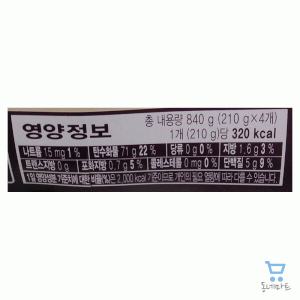 영양정보
총 내용량 840 g (210 g×4개)
1개 (210 g)당 320 kcal
나트륨 15 mg 1% 탄수화물 71 g 22% 당류 0 g 0% 지방 1.6 g 3%
트랜스지방 0 g 포화지방 0.7 g 5% 콜레스테롤 0 mg 0% 단백질 5 g 9%
1일 영양성분 기준치에 대한 비율(%)은 2,000 kcal 기준이므로 개인의 필요 열량에 따라 다를 수 있습니다.
동네마트